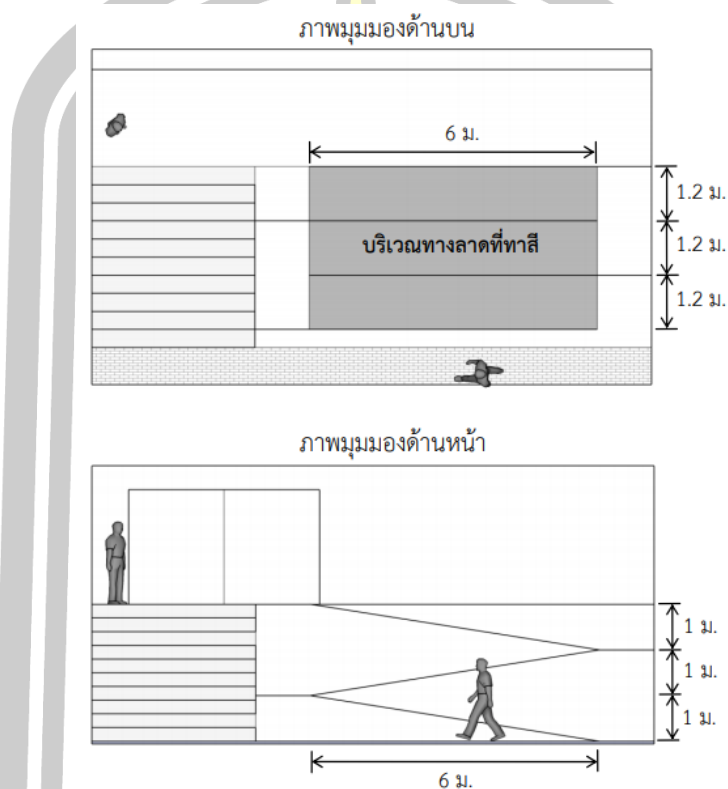 ภาพมุมมองด้านบน
6 ม.
1.2 ม.
บริเวณทางลาดที่ทาสี
1.2 ม.
1.2 ม.
ภาพมุมมองด้านหน้า
1 ม.
1 ม.
1 ม.
6 ม.